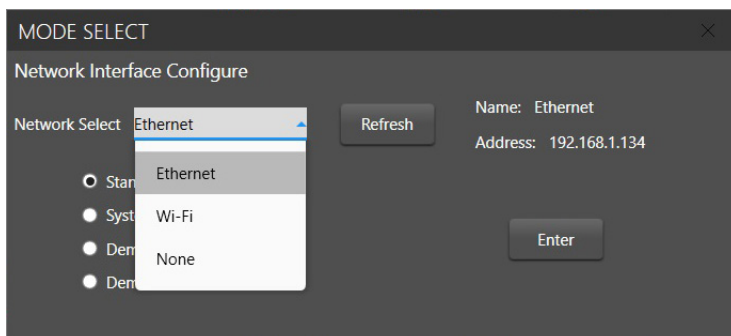 MODE SELECT
Network Interface Configure
Network Select Ethernet
Refresh
Name: Ethernet
Address: 192.168.1.134
Ethernet
Wi-Fi
None
Enter